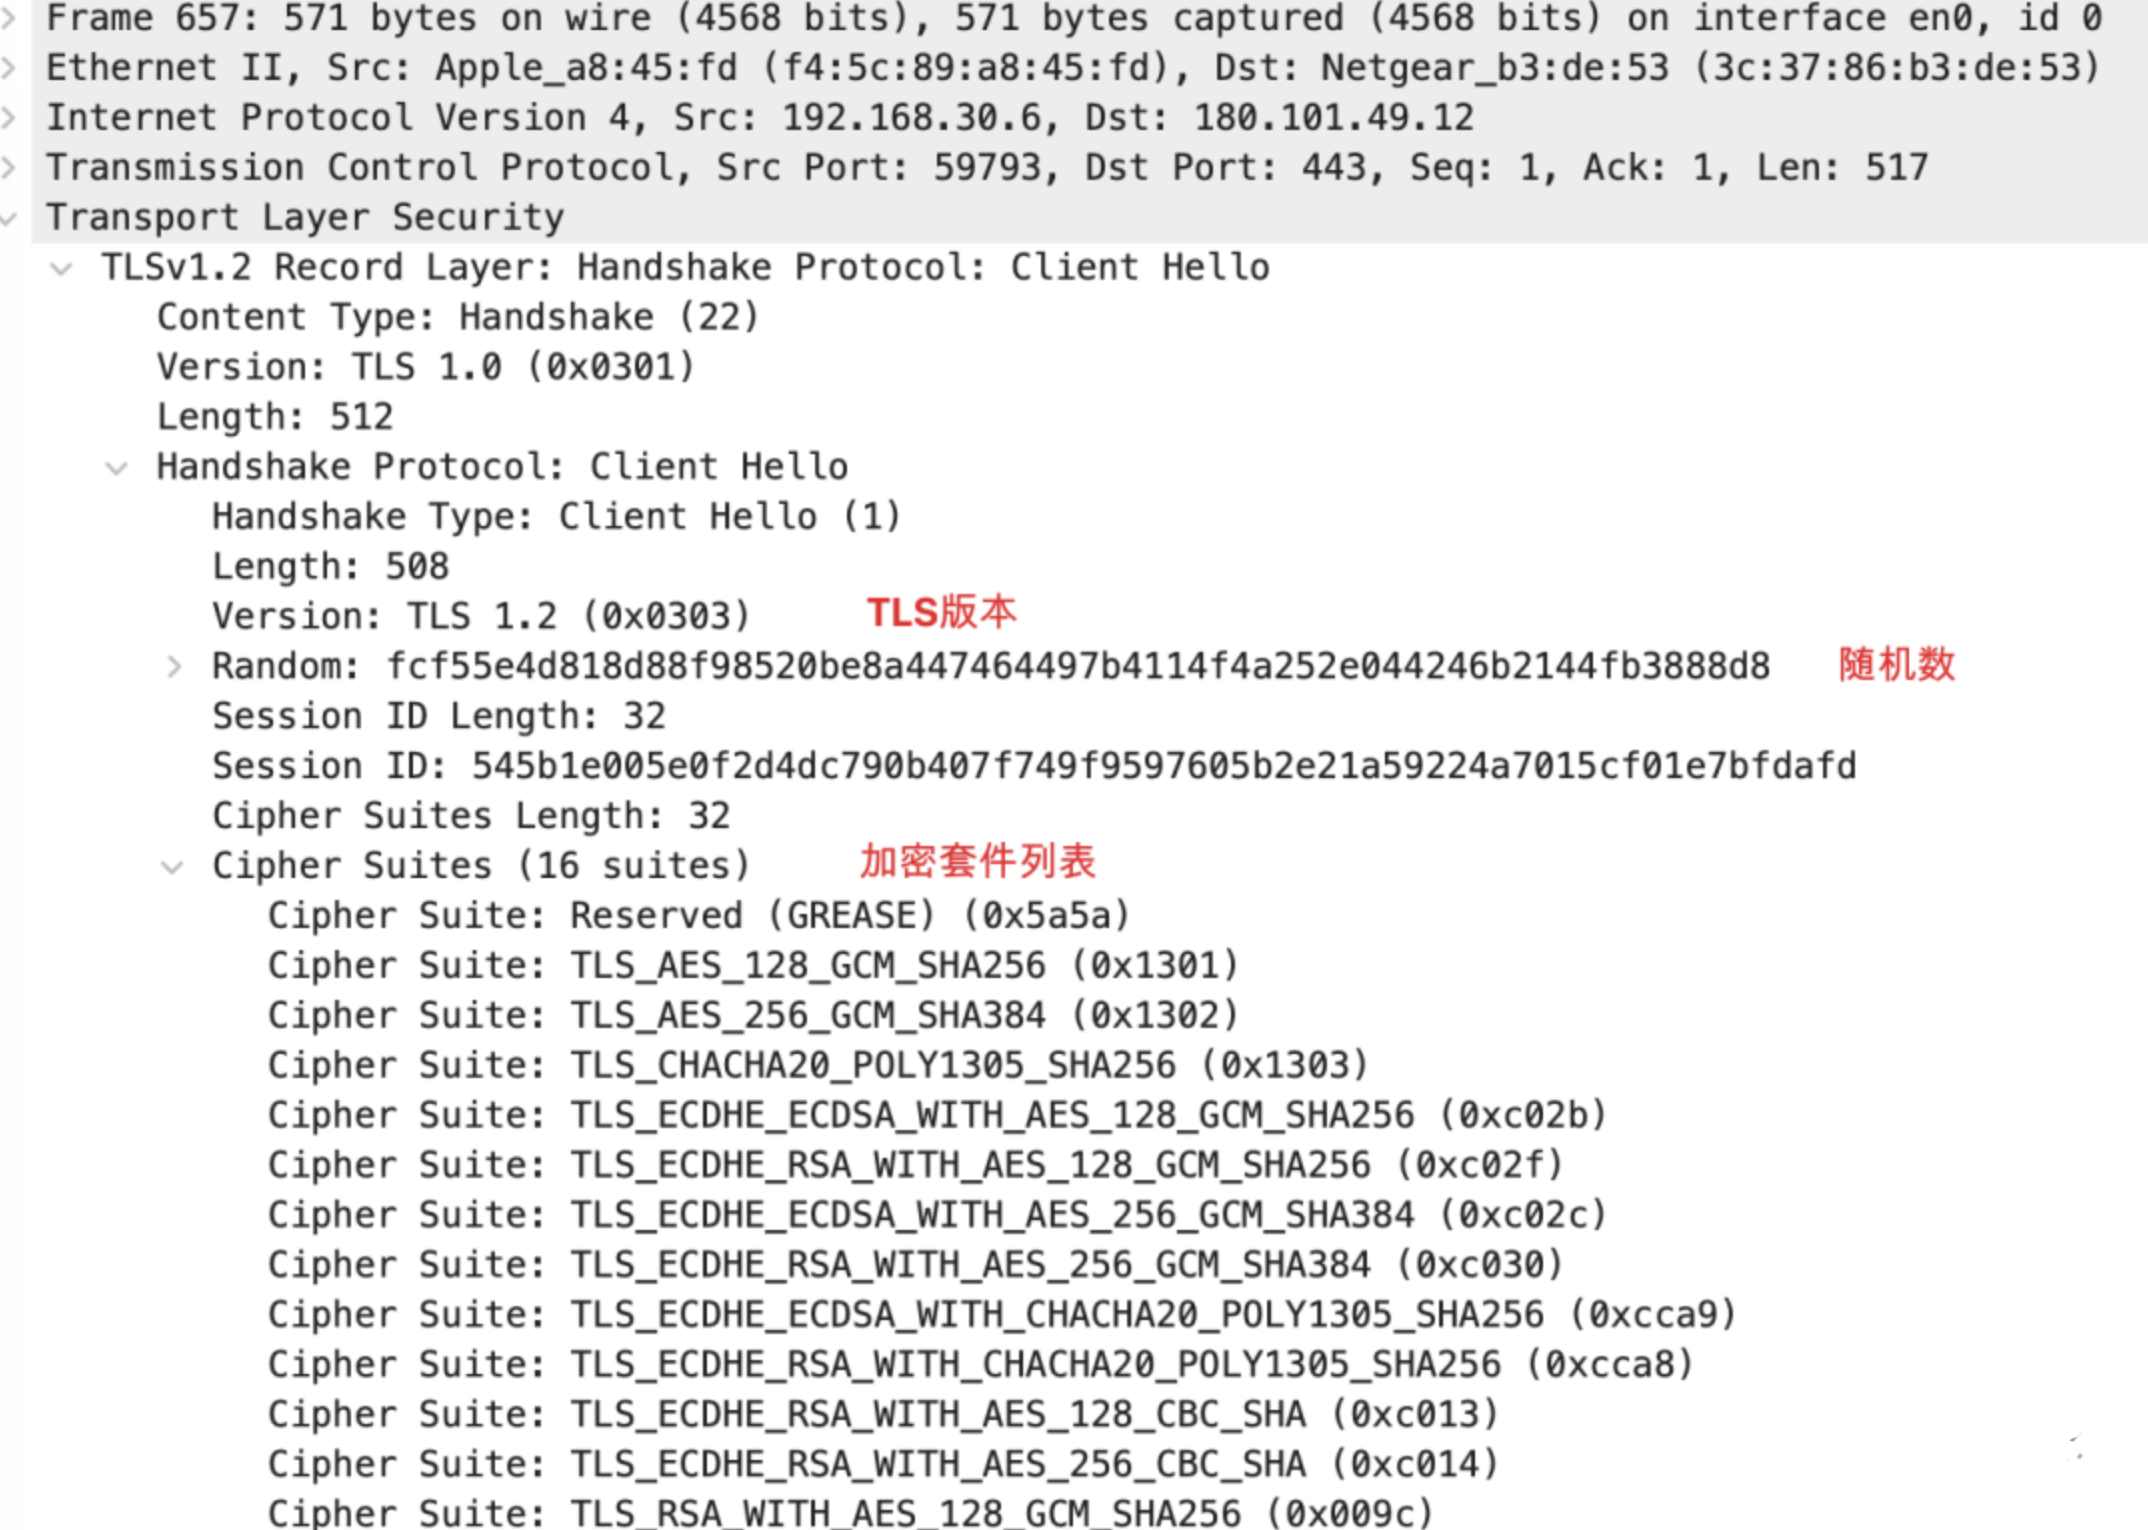 Frame 657: 571 bytes on wire (4568 bits), 571 bytes captured (4568 bits) on interface en0, id 0
Ethernet II, Src: Apple_a8:45:fd (f4:5c:89:a8:45:fd), Dst: Netgear_b3:de:53 (3c:37:86:b3:de:53)
Internet Protocol Version 4, Src: 192.168.30.6, Dst: 180.101.49.12
Transmission Control Protocol, Src Port: 59793, Dst Port: 443, Seq: 1, Ack: 1, Len: 517
Transport Layer Security
TLSv1.2 Record Layer: Handshake Protocol: Client Hello
Content Type: Handshake (22)
Version: TLS 1.0 (0x0301)
Length: 512
Handshake Protocol: Client Hello
Handshake Type: Client Hello (1)
Length: 508
Version: TLS 1.2 (0x0303) TLS版本
Random: fcf55e4d818d88f98520be8a447464497b4114f4a252e044246b2144fb3888d8 随机数
Session ID Length: 32
Session ID: 545b1e005e0f2d4dc790b407f749f9597605b2e21a59224a7015cf01e7bfdafd
Cipher Suites Length: 32
Cipher Suites (16 suites) 加密套件列表
Cipher Suite: Reserved (GREASE) (0x5a5a)
Cipher Suite: TLS_AES_128_GCM_SHA256 (0x1301)
Cipher Suite: TLS_AES_256_GCM_SHA384 (0x1302)
Cipher Suite: TLS_CHACHA20_POLY1305_SHA256 (0x1303)
Cipher Suite: TLS_ECDHE_ECDSA_WITH_AES_128_GCM_SHA256 (0xc02b)
Cipher Suite: TLS_ECDHE_RSA_WITH_AES_128_GCM_SHA256 (0xc02f)
Cipher Suite: TLS_ECDHE_ECDSA_WITH_AES_256_GCM_SHA384 (0xc02c)
Cipher Suite: TLS_ECDHE_RSA_WITH_AES_256_GCM_SHA384 (0xc030)
Cipher Suite: TLS_ECDHE_ECDSA_WITH_CHACHA20_POLY1305_SHA256 (0xcca9)
Cipher Suite: TLS_ECDHE_RSA_WITH_CHACHA20_POLY1305_SHA256 (0xcca8)
Cipher Suite: TLS_ECDHE_RSA_WITH_AES_128_CBC_SHA (0xc013)
Cipher Suite: TLS_ECDHE_RSA_WITH_AES_256_CBC_SHA (0xc014)
Cipher Suite: TLS_RSA_WITH_AES_128_GCM_SHA256 (0x009c)